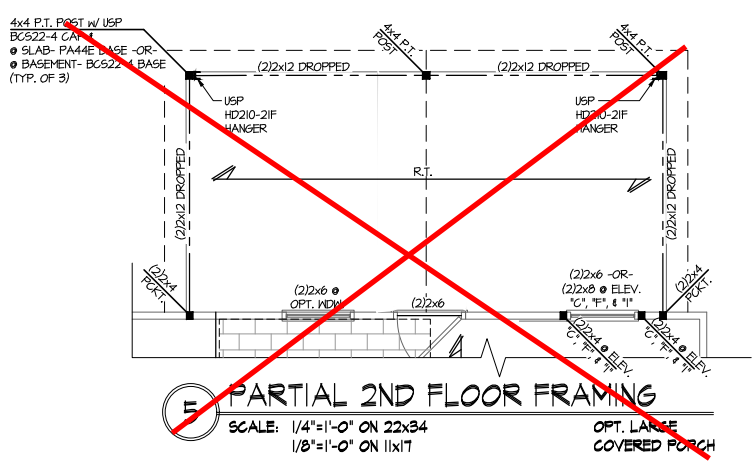 4x4 P.T. POST W/ USP
BCS22-4 CAP &
@ SLAB- PA44E BASE -OR-
@ BASEMENT- BCS22-4 BASE
(TYP. OF 3)
4x4 P.T.
POST
4x4 P.T.
POST
(2)2x12 DROPPED
(2)2x12 DROPPED
USP
HD210-2IF
HANGER
USP
HD210-2IF
HANGER
(2)2x12 DROPPED
(2)2x12 DROPPED
R.T.
(2)2x4
PCKT.
(2)2x6 @
OPT. WDW.
(2)2x6
(2)2x6 -OR-
(2)2x8 @ ELEV.
"C", "F", & "I"
(2)2x4
PCKT.
(2)2x4 @ ELEV.
"C", "F", & "I"
(2)2x4 @ ELEV.
"C", "F", & "I"
5
PARTIAL 2ND FLOOR FRAMING
SCALE: 1/4"=1'-0" ON 22x34
1/8"=1'-0" ON 11x17
OPT. LARGE
COVERED PORCH